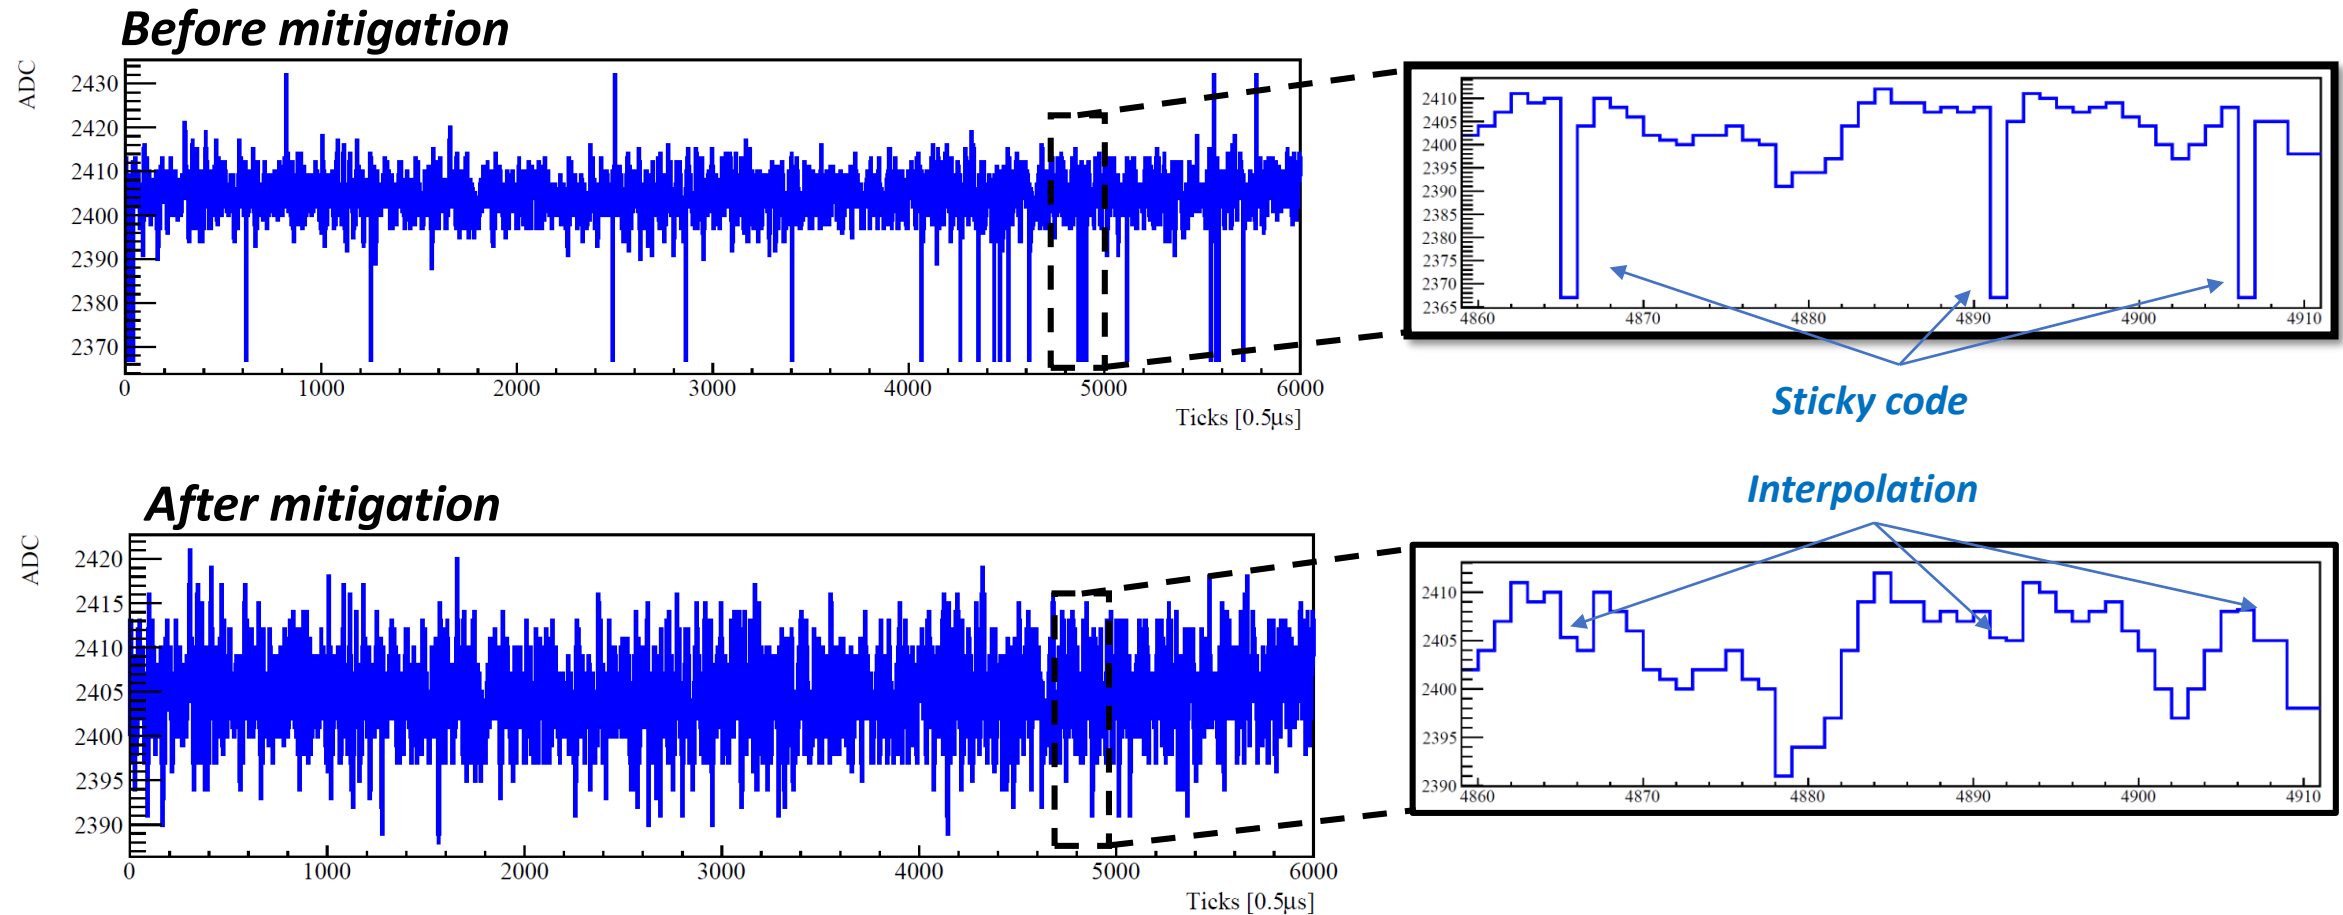 Before mitigation
ADC
2430
2420
2410
2400
2390
2380
2370
0 1000 2000 3000 4000 5000 6000
Ticks [0.5μs]
2410
2405
2400
2395
2390
2385
2380
2375
2370
2365
4860 4870 4880 4890 4900 4910
Sticky code
After mitigation
ADC
2420
2415
2410
2405
2400
2395
2390
0 1000 2000 3000 4000 5000 6000
Ticks [0.5μs]
Interpolation
2410
2405
2400
2395
2390
4860 4870 4880 4890 4900 4910